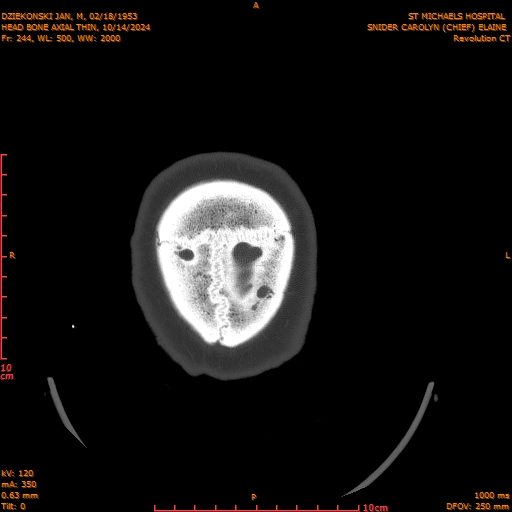 A
DZIEKONSKI JAN, M, 02/18/1953
HEAD BONE AXIAL THIN, 10/14/2024
Fr: 244, WL: 500, WW: 2000
ST MICHAELS HOSPITAL
SNIDER CAROLYN (CHIEF) ELAINE
Revolution CT
R
L
10
cm
kV: 120
mA: 350
0.63 mm
Tilt: 0
P
10cm
1000 ms
DFOV: 250 mm